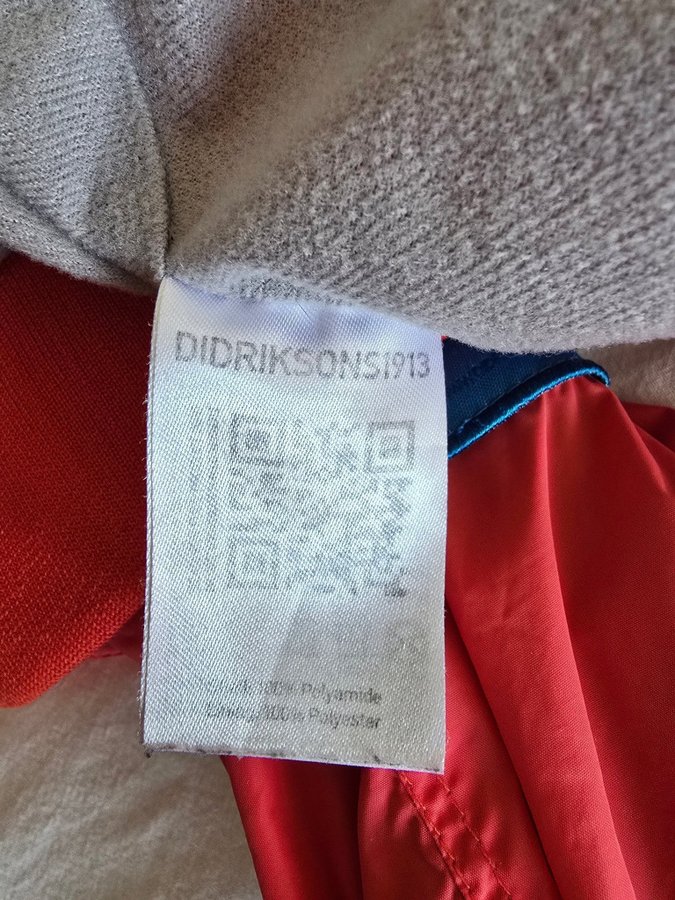 DIDRIKSONS1913
100% Polyamide
100% Polyester